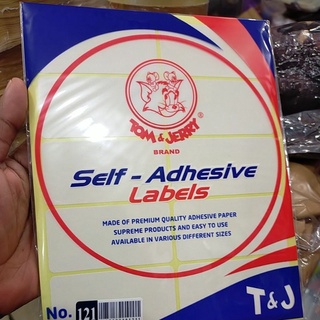 TOM & JERRY
BRAND
Self - Adhesive
Labels
MADE OF PREMIUM QUALITY ADHESIVE PAPER
SUPREME PRODUCTS AND EASY TO USE
AVAILABLE IN VARIOUS DIFFERENT SIZES
No. 121
T&J